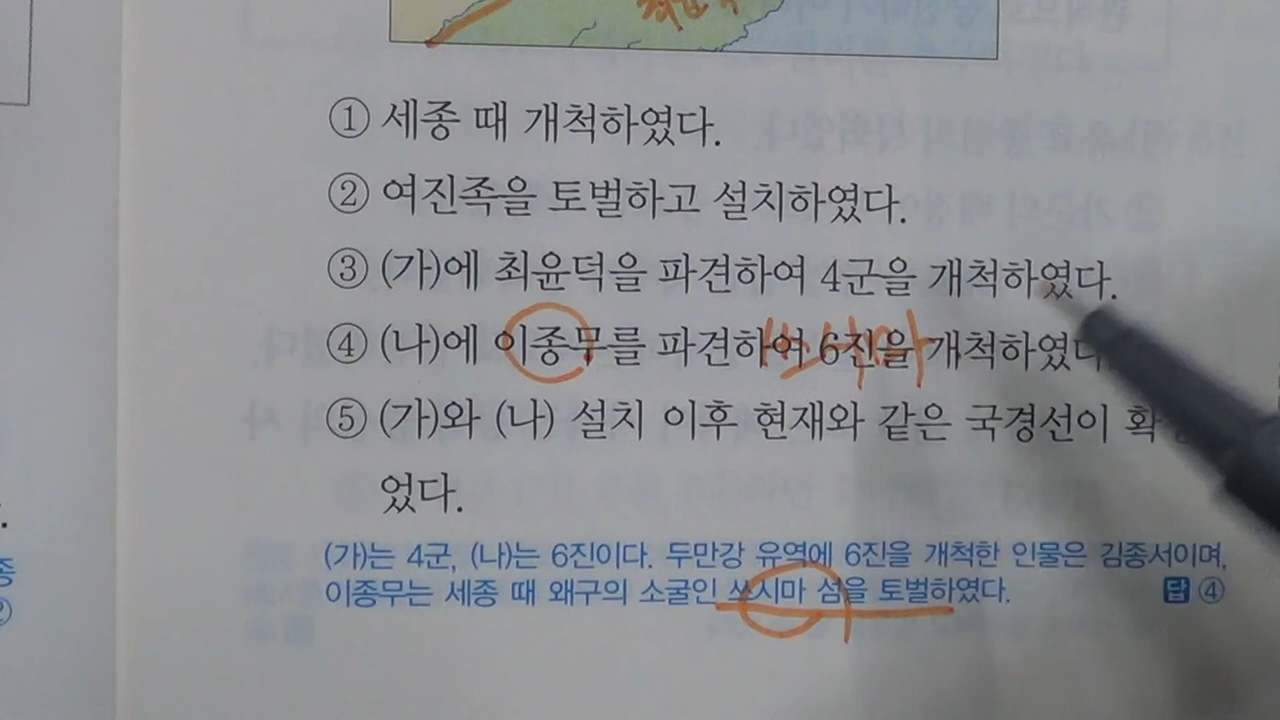 ① 세종 때 개척하였다.
② 여진족을 토벌하고 설치하였다.
③ (가)에 최윤덕을 파견하여 4군을 개척하였다.
④ (나)에 이종무를 파견하여 6진을 개척하였
⑤ (가)와 (나) 설치 이후 현재와 같은 국경선이 확
었다.
(가)는 4군, (나)는 6진이다. 두만강 유역에 6진을 개척한 인물은 김종서이며,
이종무는 세종 때 왜구의 소굴인 쓰시마 섬을 토벌하였다. 답 ④